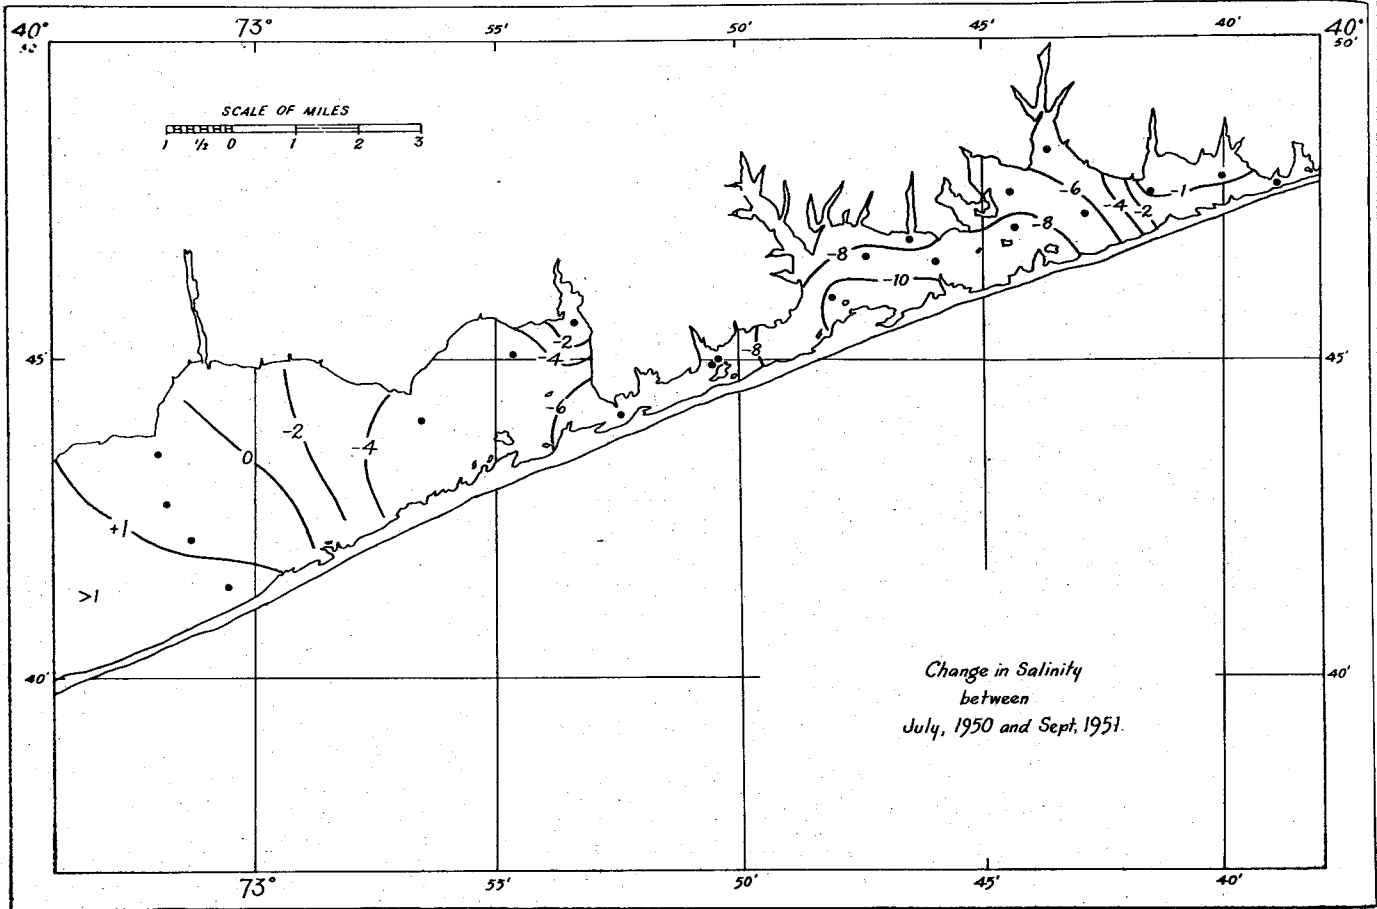 40° 73° 55' 50' 45' 40' 40°
50' 50'
SCALE OF MILES
1 ½ 0 1 2 3
-6 -4 -2 -1
-8 -8
-10
-2
-4 -8
45' 45'
-6
-2 -4
0
+1
>1
40' 40'
Change in Salinity
between
July, 1950 and Sept, 1951.
73° 55' 50' 45' 40'